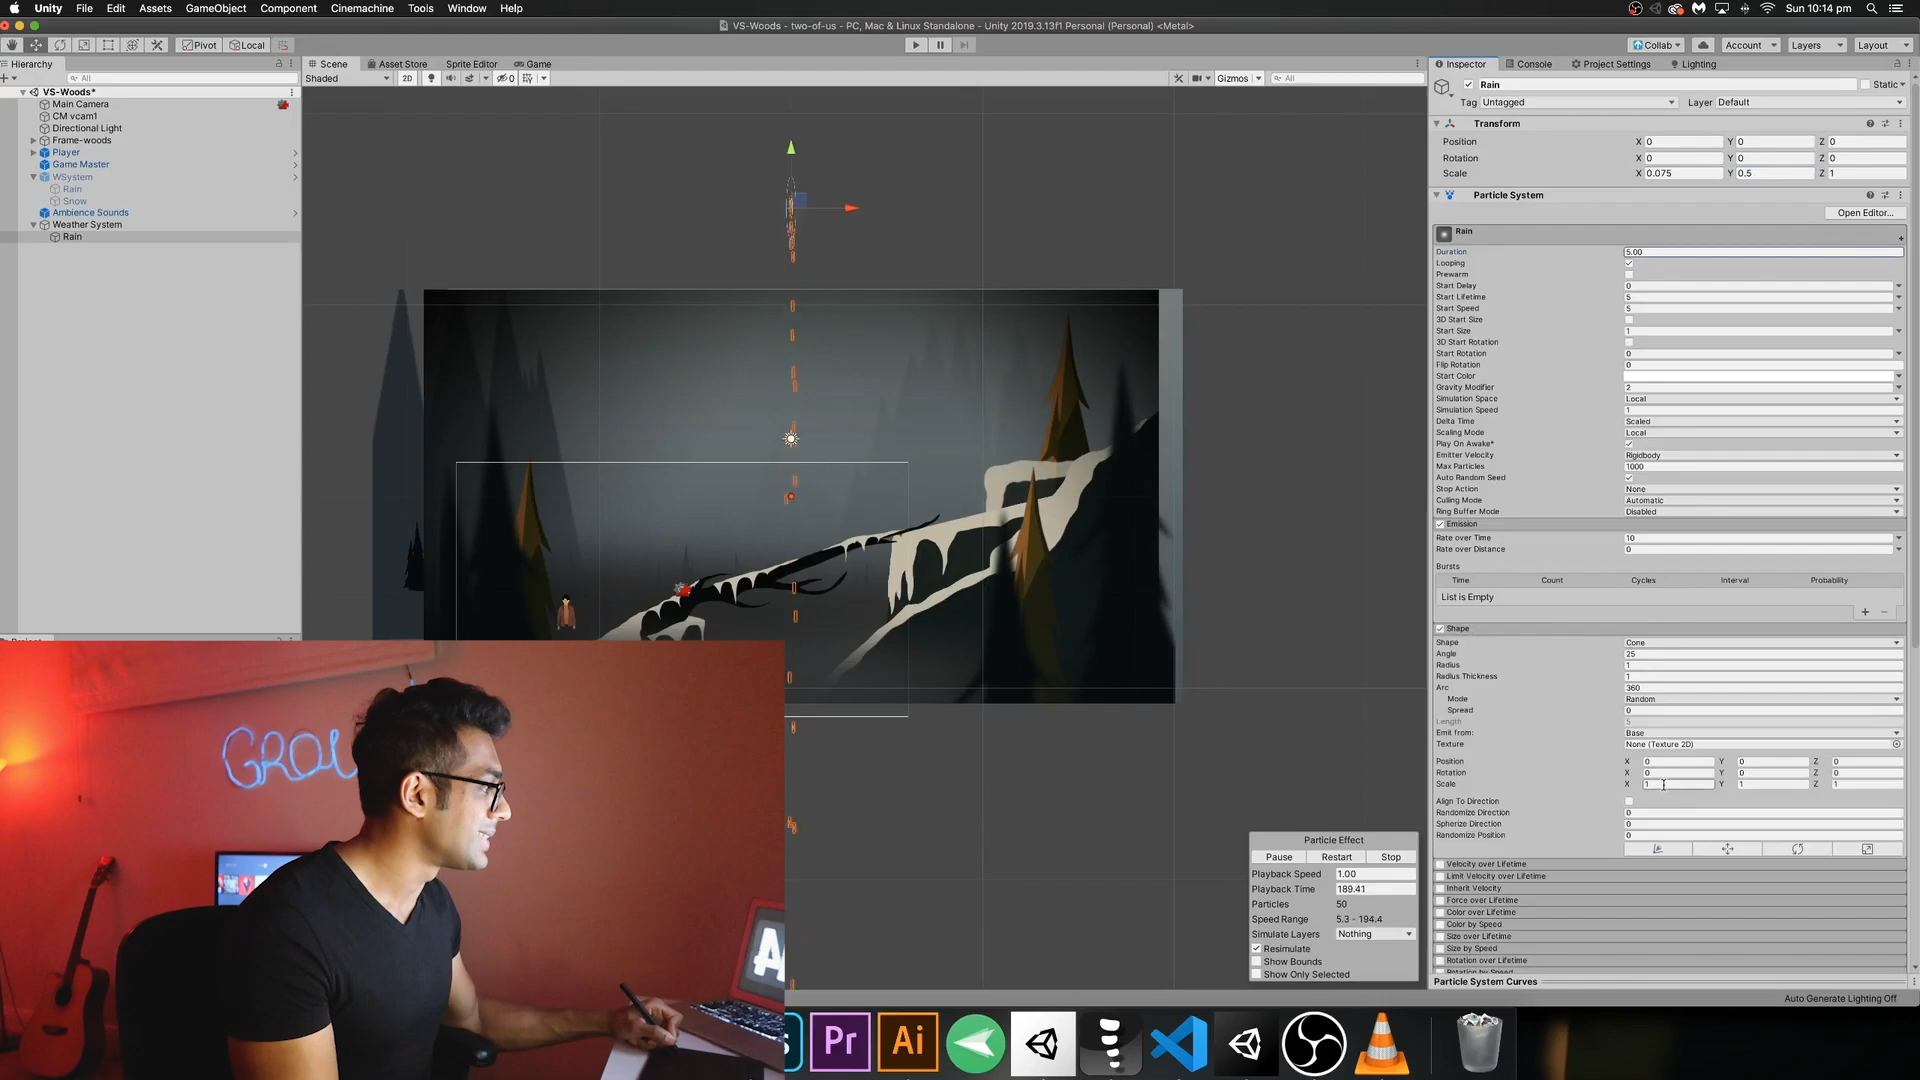 Unity File Edit Assets GameObject Component Cinemachine Tools Window Help Sun 10:14 pm
VS-Woods - two-of-us - PC, Mac & Linux Standalone - Unity 2019.3.13f1 Personal (Personal) <Metal>
Pivot Local Collab Account Layers Layout
Hierarchy
All
VS-Woods*
Main Camera
CM vcam1
Directional Light
Frame-woods
Player
Game Master
WSystem
Rain
Snow
Ambience Sounds
Weather System
Rain
Scene Asset Store Sprite Editor Game
Shaded 2D 0 Gizmos All
GROU
A
s Pr Ai
Particle Effect
Pause Restart Stop
Playback Speed 1.00
Playback Time 189.41
Particles 50
Speed Range 5.3 - 194.4
Simulate Layers Nothing
Resimulate
Show Bounds
Show Only Selected
Inspector Console Project Settings Lighting
Rain Static
Tag Untagged Layer Default
Transform
Position X 0 Y 0 Z 0
Rotation X 0 Y 0 Z 0
Scale X 0.075 Y 0.5 Z 1
Particle System
Open Editor...
Rain
Duration 5.00
Looping
Prewarm
Start Delay 0
Start Lifetime 5
Start Speed 5
3D Start Size
Start Size 1
3D Start Rotation
Start Rotation 0
Flip Rotation 0
Start Color
Gravity Modifier 2
Simulation Space Local
Simulation Speed 1
Delta Time Scaled
Scaling Mode Local
Play On Awake*
Emitter Velocity Rigidbody
Max Particles 1000
Auto Random Seed
Stop Action None
Culling Mode Automatic
Ring Buffer Mode Disabled
Emission
Rate over Time 10
Rate over Distance 0
Bursts
Time Count Cycles Interval Probability
List is Empty
Shape
Shape Cone
Angle 25
Radius 1
Radius Thickness 1
Arc 360
Mode Random
Spread 0
Length 5
Emit from: Base
Texture None (Texture 2D)
Position X 0 Y 0 Z 0
Rotation X 0 Y 0 Z 0
Scale X 1 Y 1 Z 1
Align To Direction
Randomize Direction 0
Spherize Direction 0
Randomize Position 0
Velocity over Lifetime
Limit Velocity over Lifetime
Inherit Velocity
Force over Lifetime
Color over Lifetime
Color by Speed
Size over Lifetime
Size by Speed
Rotation over Lifetime
Rotation by Speed
Particle System Curves
Auto Generate Lighting Off